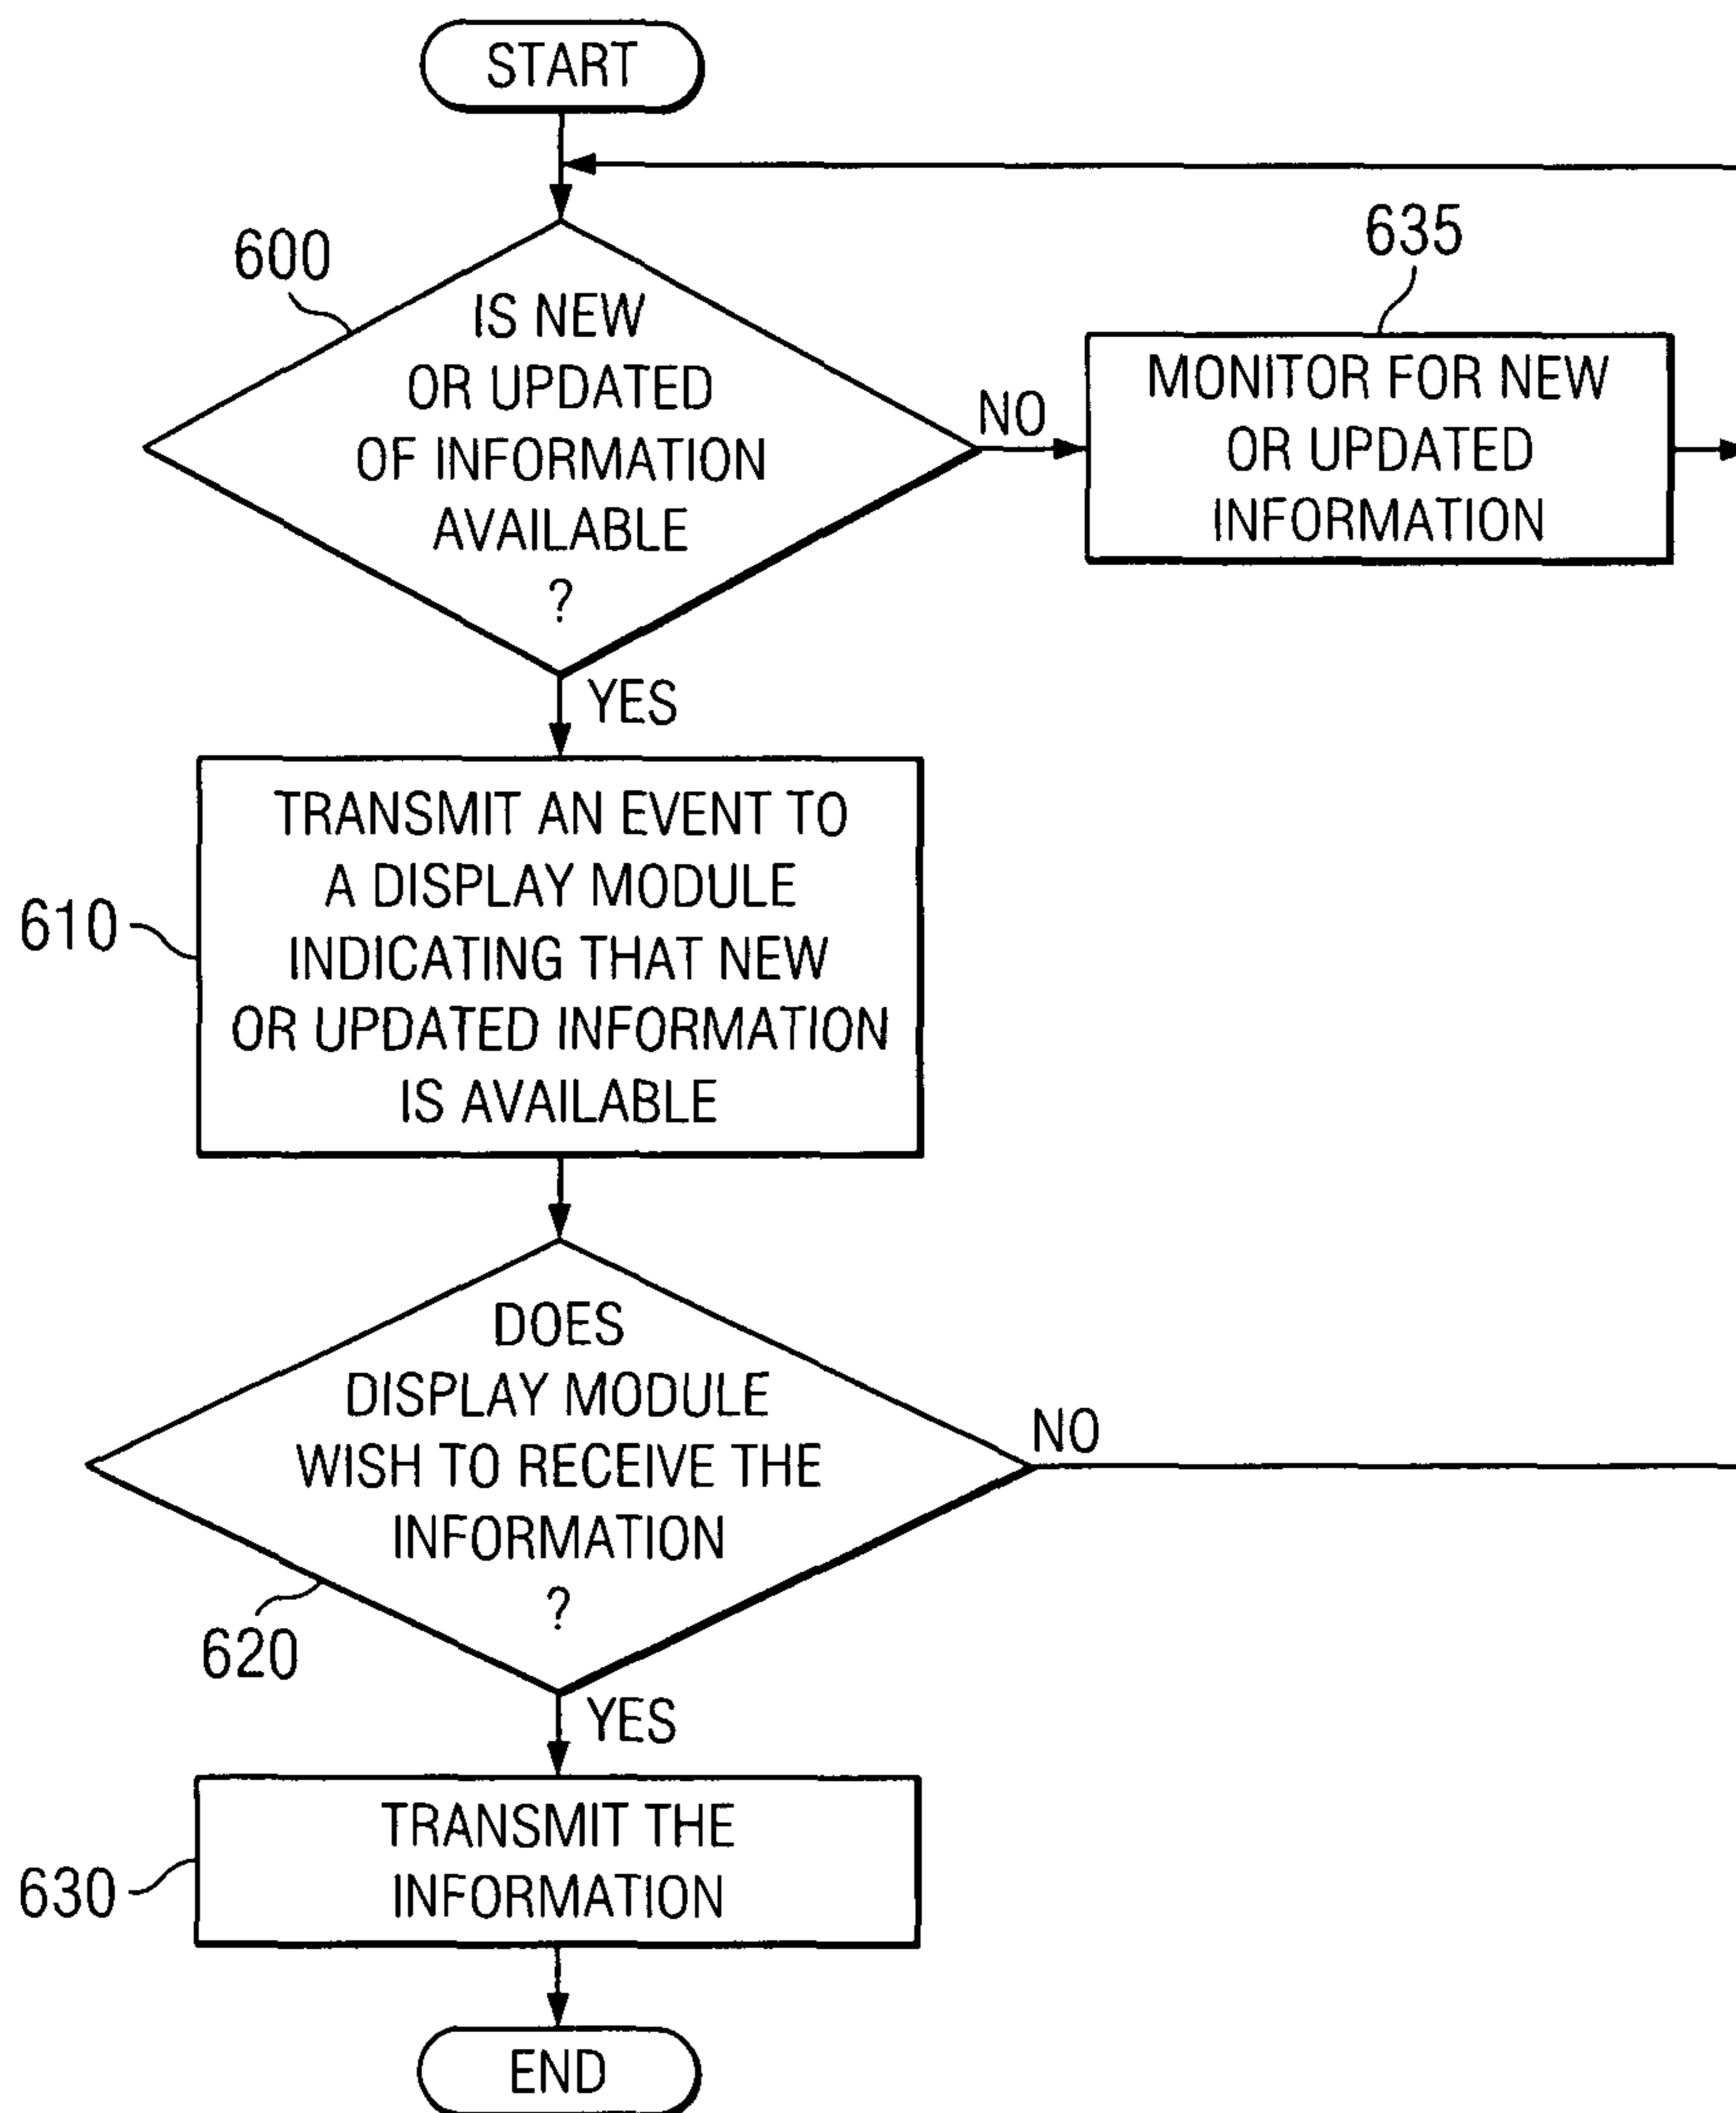 START
600
IS NEW
OR UPDATED
OF INFORMATION
AVAILABLE
?
NO
635
MONITOR FOR NEW
OR UPDATED
INFORMATION
YES
610
TRANSMIT AN EVENT TO
A DISPLAY MODULE
INDICATING THAT NEW
OR UPDATED INFORMATION
IS AVAILABLE
DOES
DISPLAY MODULE
WISH TO RECEIVE THE
INFORMATION
?
NO
620
YES
630
TRANSMIT THE
INFORMATION
END